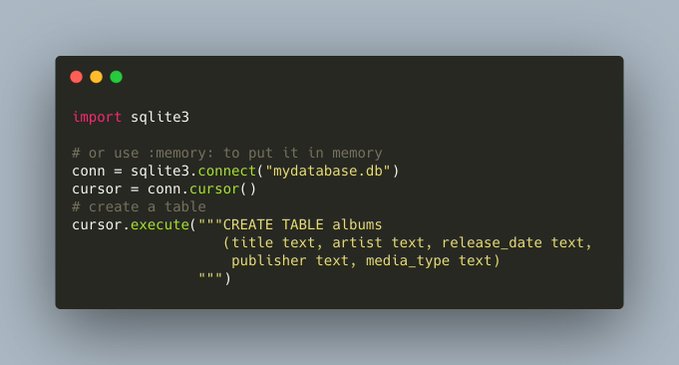 import sqlite3
# or use :memory: to put it in memory
conn = sqlite3.connect("mydatabase.db")
cursor = conn.cursor()
# create a table
cursor.execute("""CREATE TABLE albums
(title text, artist text, release_date text,
publisher text, media_type text)
""")